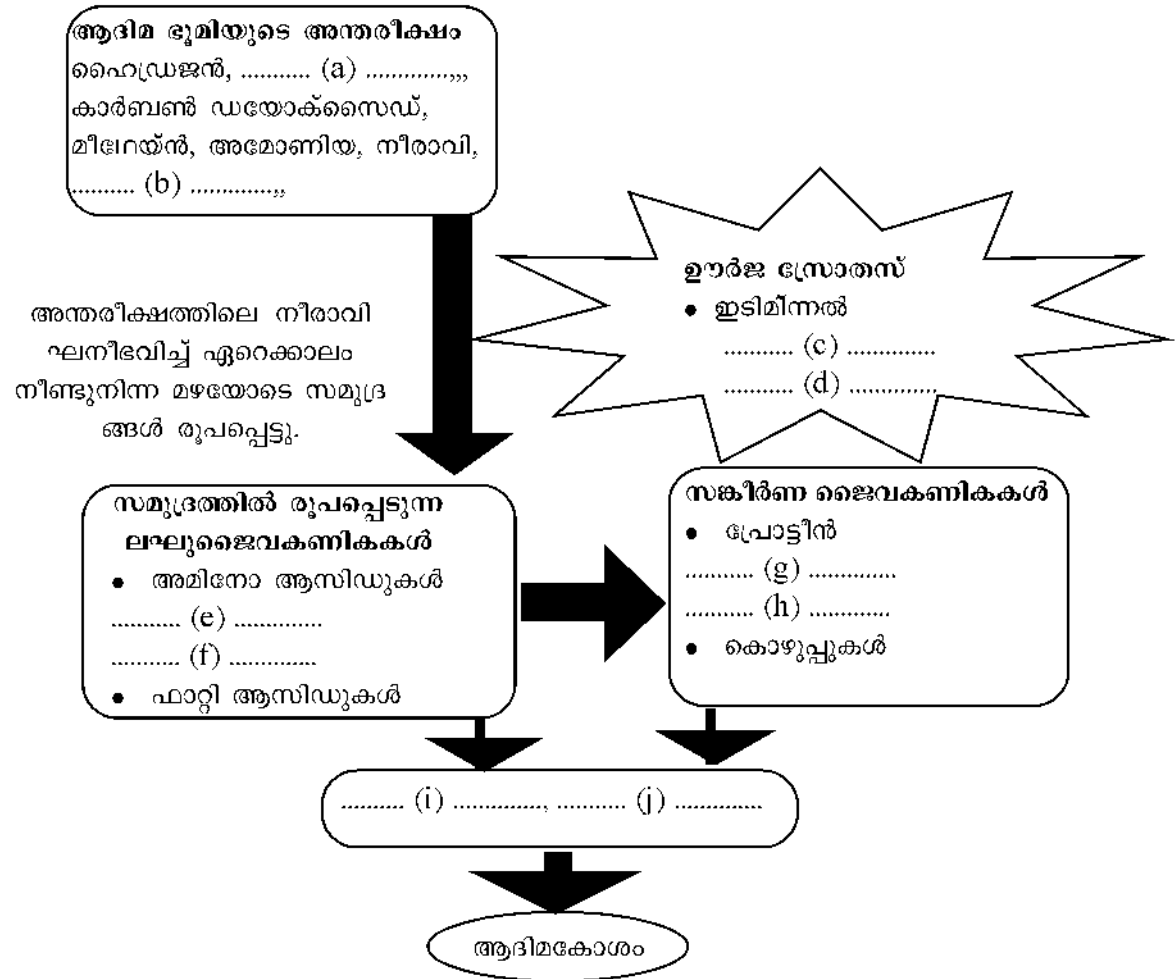 ആദിമ ഭൂമിയുടെ അന്തരീക്ഷം
ഹൈഡ്രജൻ, ........... (a) .............,,,
കാർബൺ ഡയോക്സൈഡ്,
മീഥേയ്ൻ, അമോണിയ, നീരാവി,
.......... (b) .............,,
അന്തരീക്ഷത്തിലെ നീരാവി
ഘനീഭവിച്ച് ഏറെക്കാലം
നീണ്ടുനിന്ന മഴയോടെ സമുദ്ര
ങ്ങൾ രൂപപ്പെട്ടു.
ഊർജ സ്രോതസ്
• ഇടിമിന്നൽ
........... (c) ..............
........... (d) ..............
സമുദ്രത്തിൽ രൂപപ്പെടുന്ന
ലഘുജൈവകണികകൾ
• അമിനോ ആസിഡുകൾ
........... (e) ..............
........... (f) ..............
• ഫാറ്റി ആസിഡുകൾ
സങ്കീർണ ജൈവകണികകൾ
• പ്രോട്ടീൻ
........... (g) ..............
........... (h) .............
• കൊഴുപ്പുകൾ
.......... (i) .............., ........... (j) ..............
ആദിമകോശം